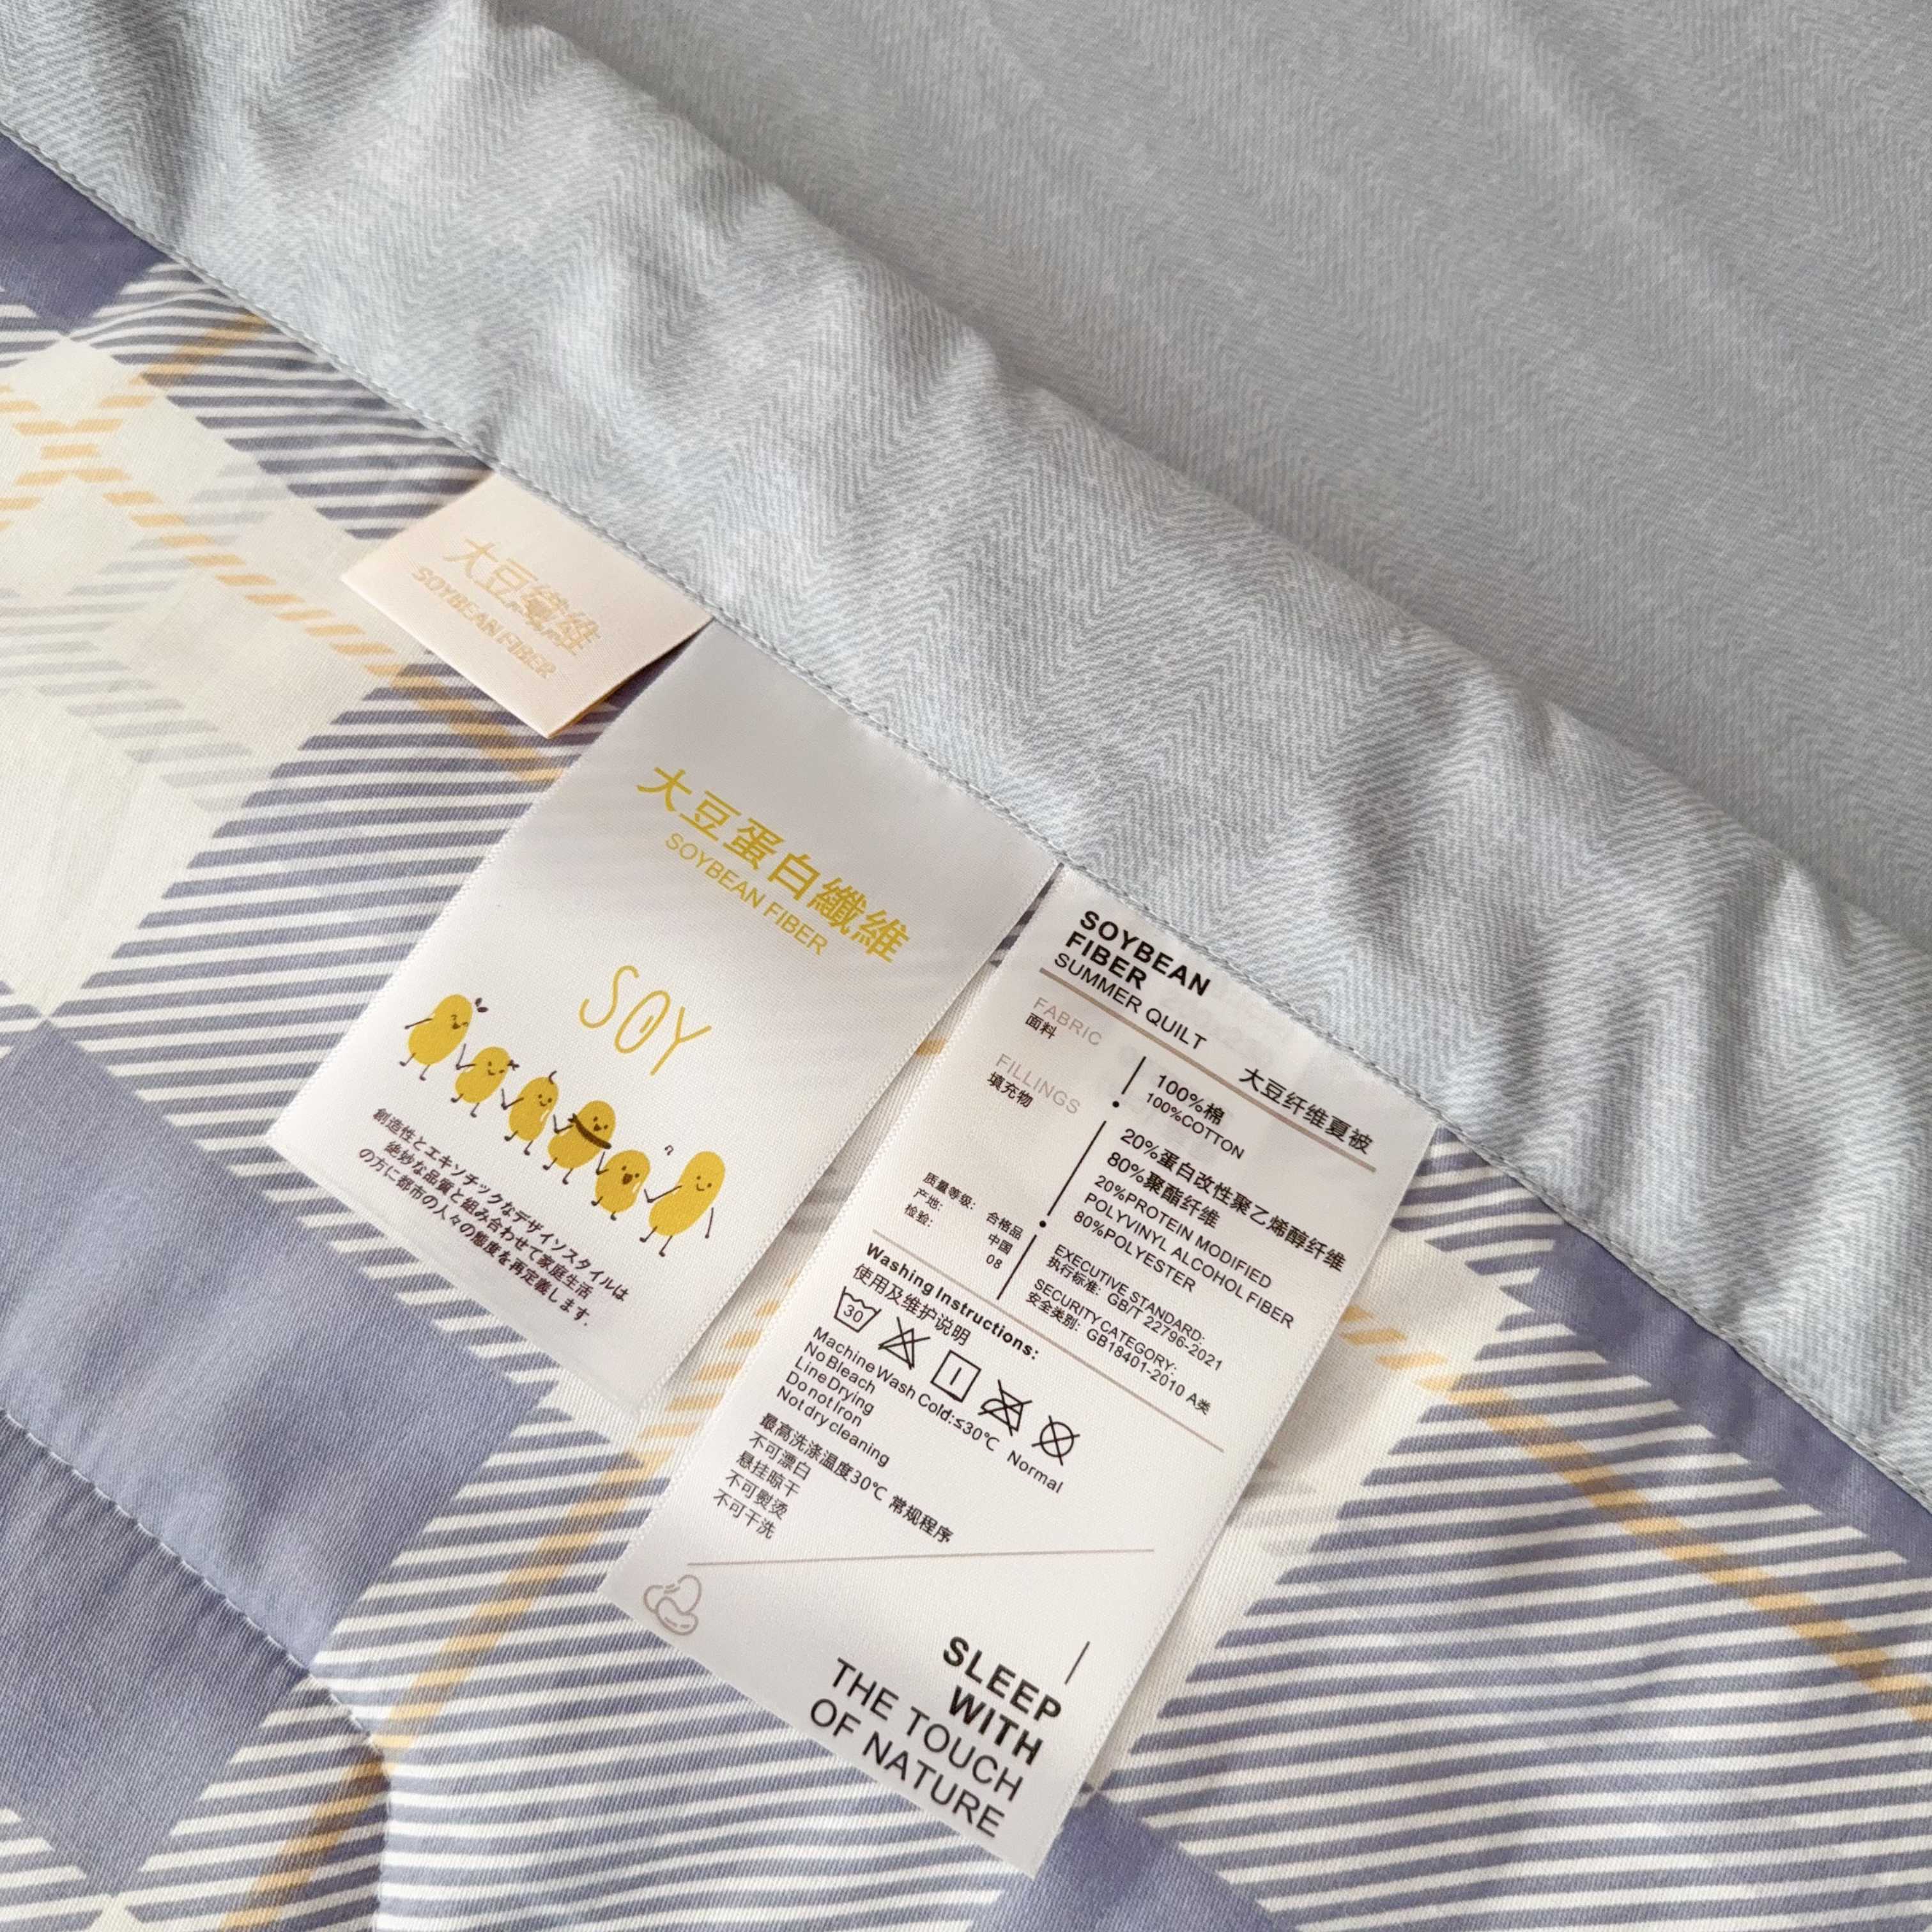 大豆纖維
SOYBEAN FIBER
大豆蛋白纖維
SOYBEAN FIBER
SOY
創造性とエキソチックなデザインスタイルは
絶妙な品質と組み合わせて家庭生活
の方に都市の人々の態度を再定義します.
SOYBEAN
FIBER
SUMMER QUILT
大豆纤维夏被
FABRIC
面料
100%棉
100%COTTON
FILLINGS
填充物
20%蛋白改性聚乙烯醇纤维
80%聚酯纤维
20%PROTEIN MODIFIED
POLYVINYL ALCOHOL FIBER
80%POLYESTER
质量等级: 合格品
产地: 中国
检验: 08
EXECUTIVE STANDARD:
执行标准: GB/T 22796-2021
SECURITY CATEGORY:
安全类别: GB18401-2010 A类
Washing Instructions:
使用及维护说明
30
Machine Wash Cold:≤30℃ Normal
No Bleach
Line Drying
Do not Iron
Not dry cleaning
最高洗涤温度30℃ 常规程序
不可漂白
悬挂晾干
不可熨烫
不可干洗
SLEEP
WITH
THE TOUCH
OF NATURE